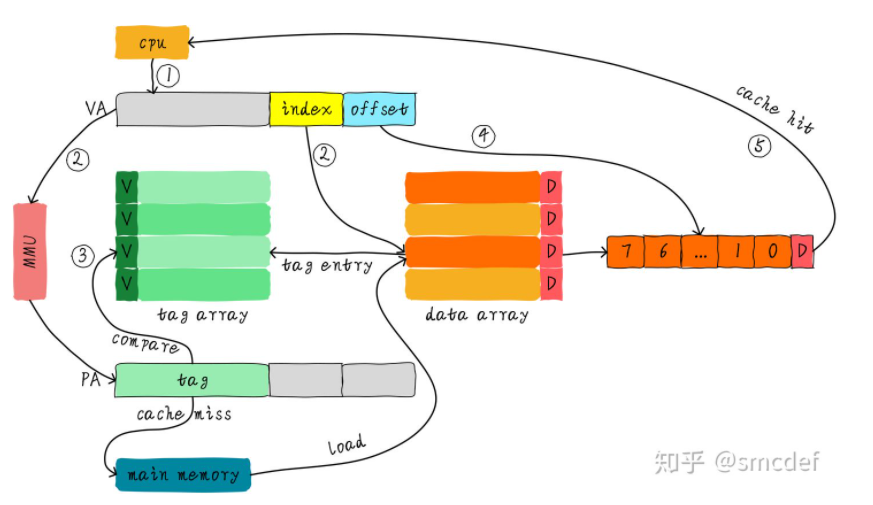 cpu
①
VA
index
offset
②
②
④
cache hit
⑤
V
D
V
D
MMU
③
V
tag entry
D
7 6 ... 1 0 D
V
D
tag array
data array
compare
PA
tag
cache miss
load
main memory
知乎 @smcdef